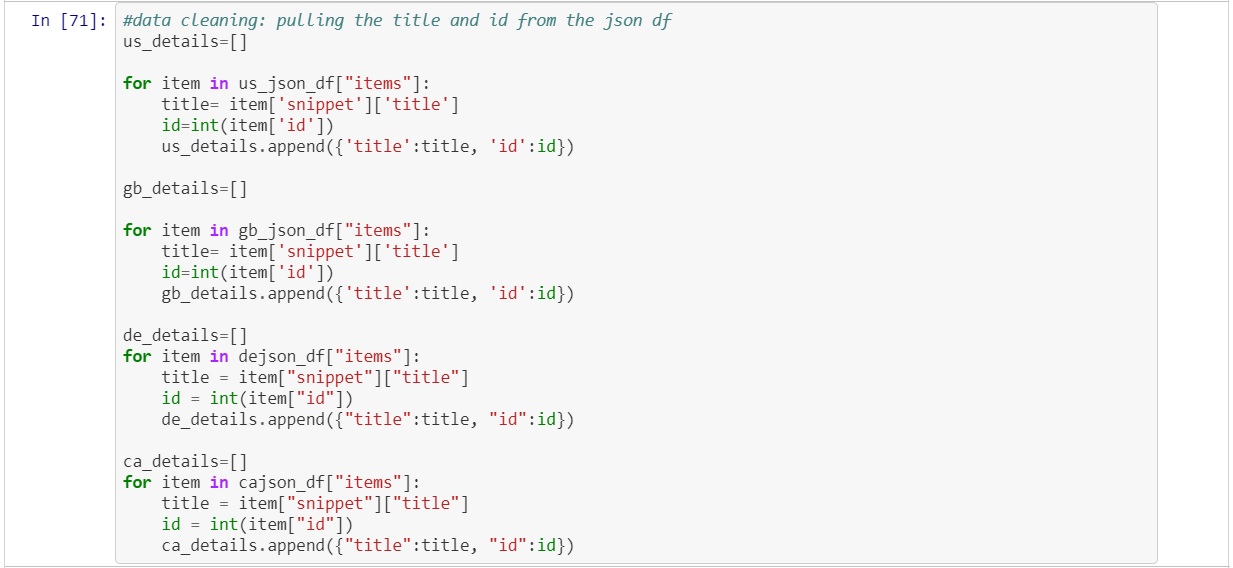 In [71]: #data cleaning: pulling the title and id from the json df
us_details=[]
for item in us_json_df["items"]:
    title= item['snippet']['title']
    id=int(item['id'])
    us_details.append({'title':title, 'id':id})
gb_details=[]
for item in gb_json_df["items"]:
    title= item['snippet']['title']
    id=int(item['id'])
    gb_details.append({'title':title, 'id':id})
de_details=[]
for item in dejson_df["items"]:
    title = item["snippet"]["title"]
    id = int(item["id"])
    de_details.append({"title":title, "id":id})
ca_details=[]
for item in cajson_df["items"]:
    title = item["snippet"]["title"]
    id = int(item["id"])
    ca_details.append({"title":title, "id":id})